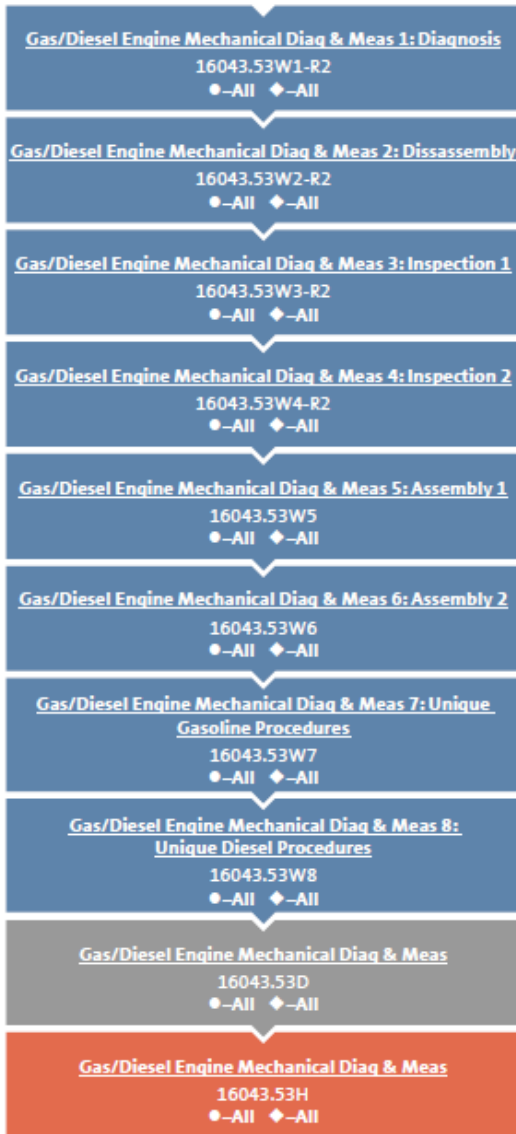 Gas/Diesel Engine Mechanical Diag & Meas 1: Diagnosis
16043.53W1-R2
●–All ◆–All
Gas/Diesel Engine Mechanical Diag & Meas 2: Dissassembly
16043.53W2-R2
●–All ◆–All
Gas/Diesel Engine Mechanical Diag & Meas 3: Inspection 1
16043.53W3-R2
●–All ◆–All
Gas/Diesel Engine Mechanical Diag & Meas 4: Inspection 2
16043.53W4-R2
●–All ◆–All
Gas/Diesel Engine Mechanical Diag & Meas 5: Assembly 1
16043.53W5
●–All ◆–All
Gas/Diesel Engine Mechanical Diag & Meas 6: Assembly 2
16043.53W6
●–All ◆–All
Gas/Diesel Engine Mechanical Diag & Meas 7: Unique
Gasoline Procedures
16043.53W7
●–All ◆–All
Gas/Diesel Engine Mechanical Diag & Meas 8:
Unique Diesel Procedures
16043.53W8
●–All ◆–All
Gas/Diesel Engine Mechanical Diag & Meas
16043.53D
●–All ◆–All
Gas/Diesel Engine Mechanical Diag & Meas
16043.53H
●–All ◆–All